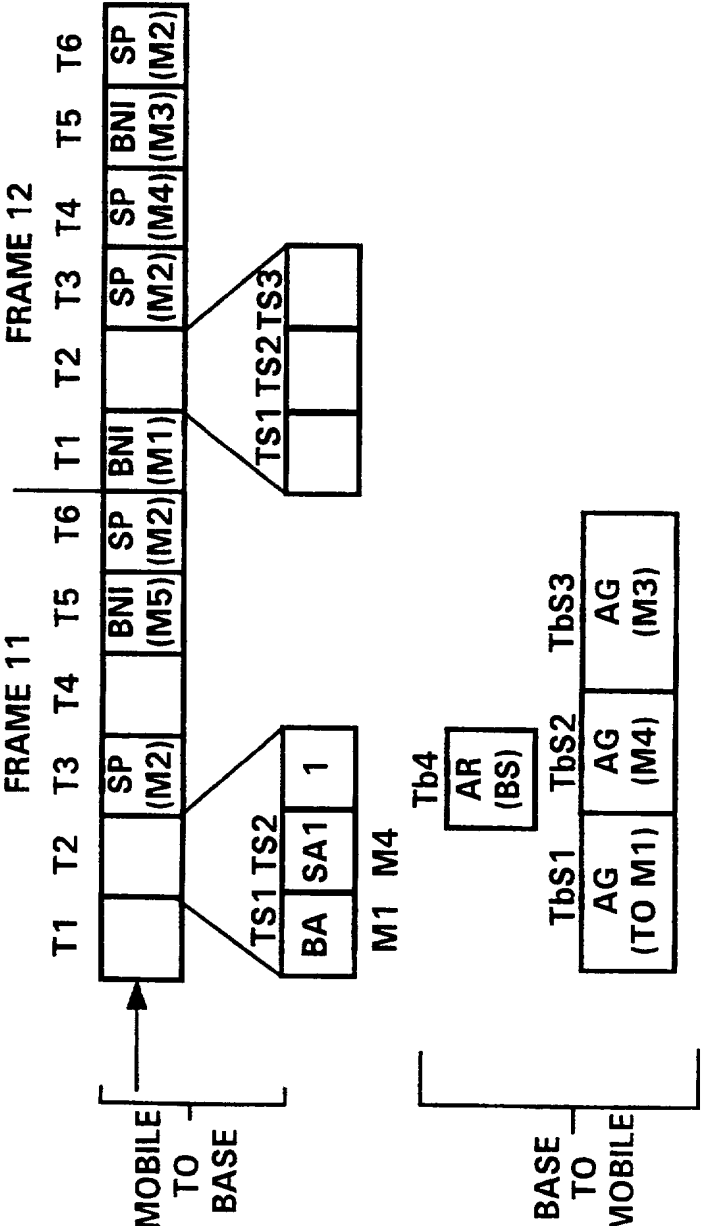 FRAME 11 FRAME 12
T1 T2 T3 T4 T5 T6 T1 T2 T3 T4 T5 T6
SP BNI SP BNI SP SP BNI SP
(M2) (M5) (M2) (M1) (M2) (M4) (M3) (M2)
MOBILE
TO
BASE
TS1 TS2
BA SA1 1
M1 M4
TS1 TS2 TS3
Tb4
AR
(BS)
TbS1 TbS2 TbS3
AG AG AG
(TO M1) (M4) (M3)
BASE
TO
MOBILE